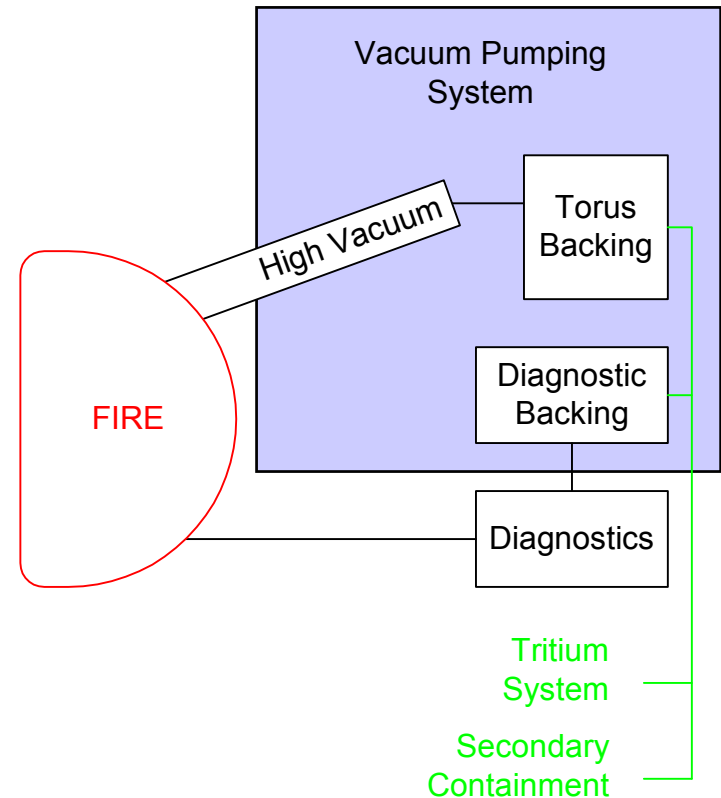 Vacuum Pumping
System
High Vacuum
Torus
Backing
FIRE
Diagnostic
Backing
Diagnostics
Tritium
System
Secondary
Containment